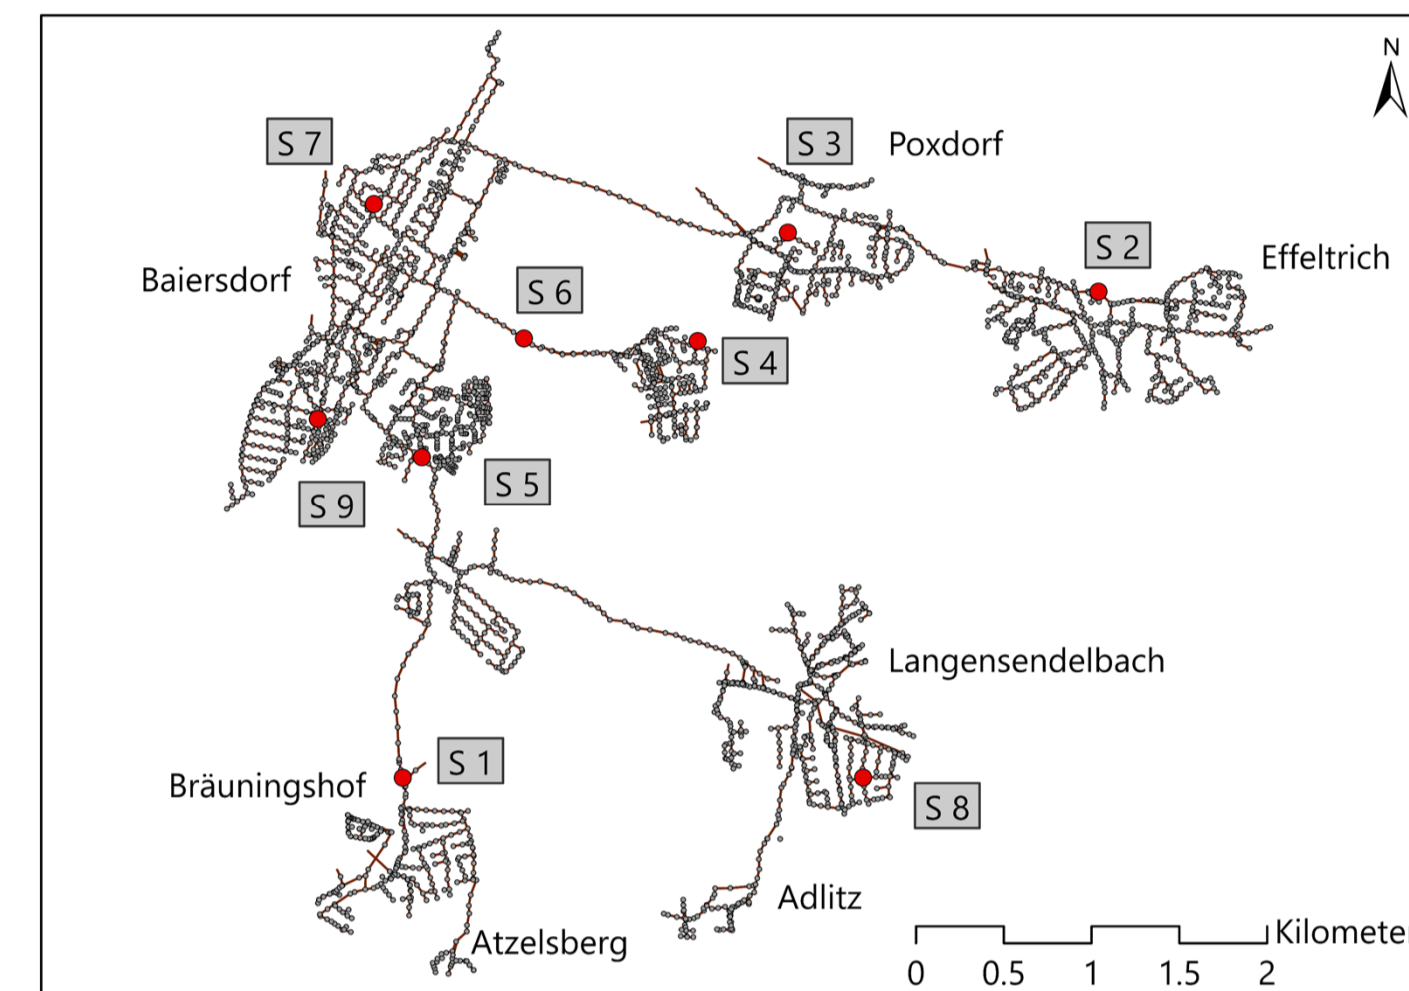 N
S 7
S 3
Poxdorf
S 2
Effeltrich
Baiersdorf
S 6
S 4
S 5
S 9
Langensendelbach
S 1
Bräuningshof
S 8
Adlitz
Atzelsberg
Kilometer
0 0.5 1 1.5 2